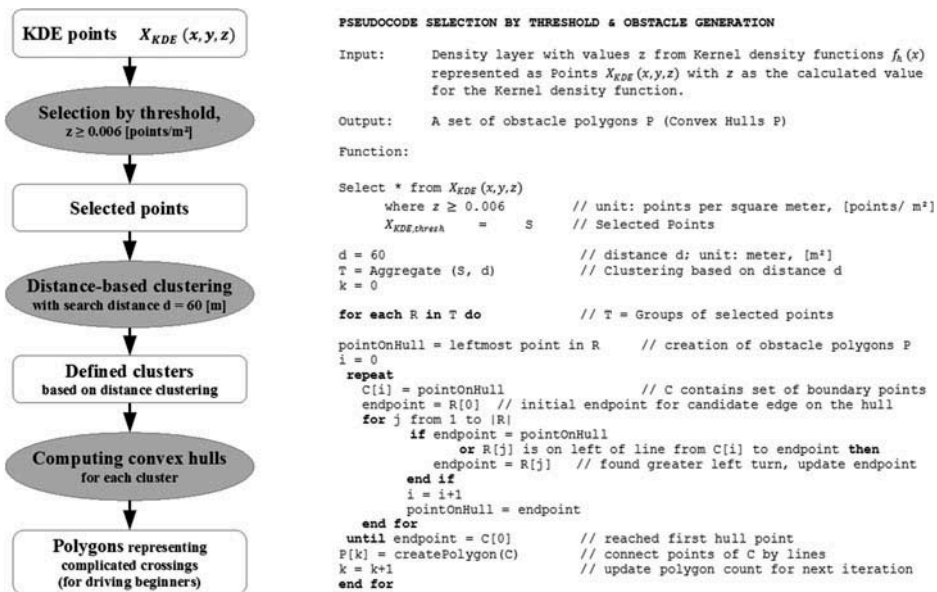 KDE points X_KDE (x,y,z)
Selection by threshold,
z ≥ 0.006 [points/m²]
Selected points
Distance-based clustering
with search distance d = 60 [m]
Defined clusters
based on distance clustering
Computing convex hulls
for each cluster
Polygons representing
complicated crossings
(for driving beginners)
PSEUDOCODE SELECTION BY THRESHOLD & OBSTACLE GENERATION
Input: Density layer with values z from Kernel density functions f_h (x)
represented as Points X_KDE (x,y,z) with z as the calculated value
for the Kernel density function.
Output: A set of obstacle polygons P (Convex Hulls P)
Function:
Select * from X_KDE (x,y,z)
where z ≥ 0.006 // unit: points per square meter, [points/ m²]
X_KDE,thresh = S // Selected Points
d = 60 // distance d; unit: meter, [m²]
T = Aggregate (S, d) // Clustering based on distance d
k = 0
for each R in T do // T = Groups of selected points
pointOnHull = leftmost point in R // creation of obstacle polygons P
i = 0
repeat
C[i] = pointOnHull // C contains set of boundary points
endpoint = R[0] // initial endpoint for candidate edge on the hull
for j from 1 to |R|
if endpoint = pointOnHull
or R[j] is on left of line from C[i] to endpoint then
endpoint = R[j] // found greater left turn, update endpoint
end if
i = i+1
pointOnHull = endpoint
end for
until endpoint = C[0] // reached first hull point
P[k] = createPolygon(C) // connect points of C by lines
k = k+1 // update polygon count for next iteration
end for